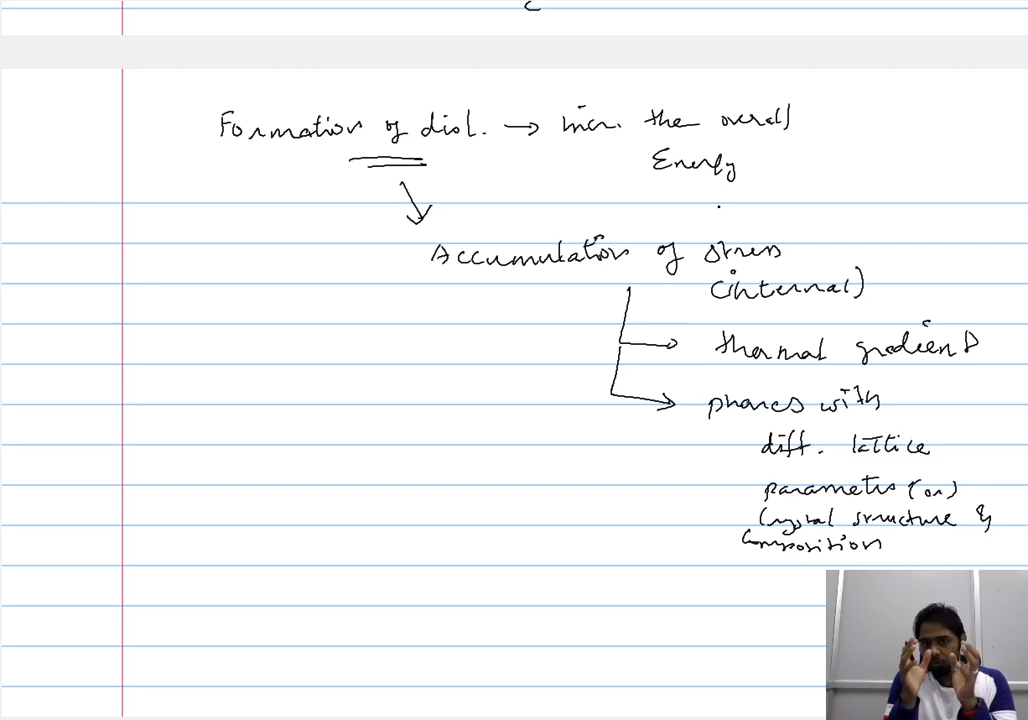 Formation of disl. → incr. the overall
Energy
Accumulation of stress
(internal)
thermal gradient
phases with
diff. lattice
parameters (or)
Crystal structure &
Composition